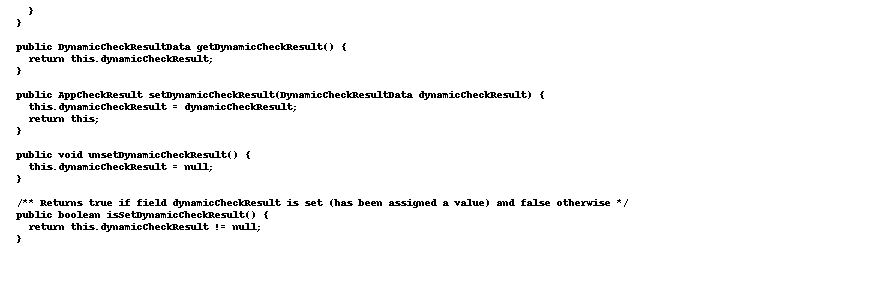 }
}

public DynamicCheckResultData getDynamicCheckResult() {
  return this.dynamicCheckResult;
}

public AppCheckResult setDynamicCheckResult(DynamicCheckResultData dynamicCheckResult) {
  this.dynamicCheckResult = dynamicCheckResult;
  return this;
}

public void unsetDynamicCheckResult() {
  this.dynamicCheckResult = null;
}

/** Returns true if field dynamicCheckResult is set (has been assigned a value) and false otherwise */
public boolean isSetDynamicCheckResult() {
  return this.dynamicCheckResult != null;
}